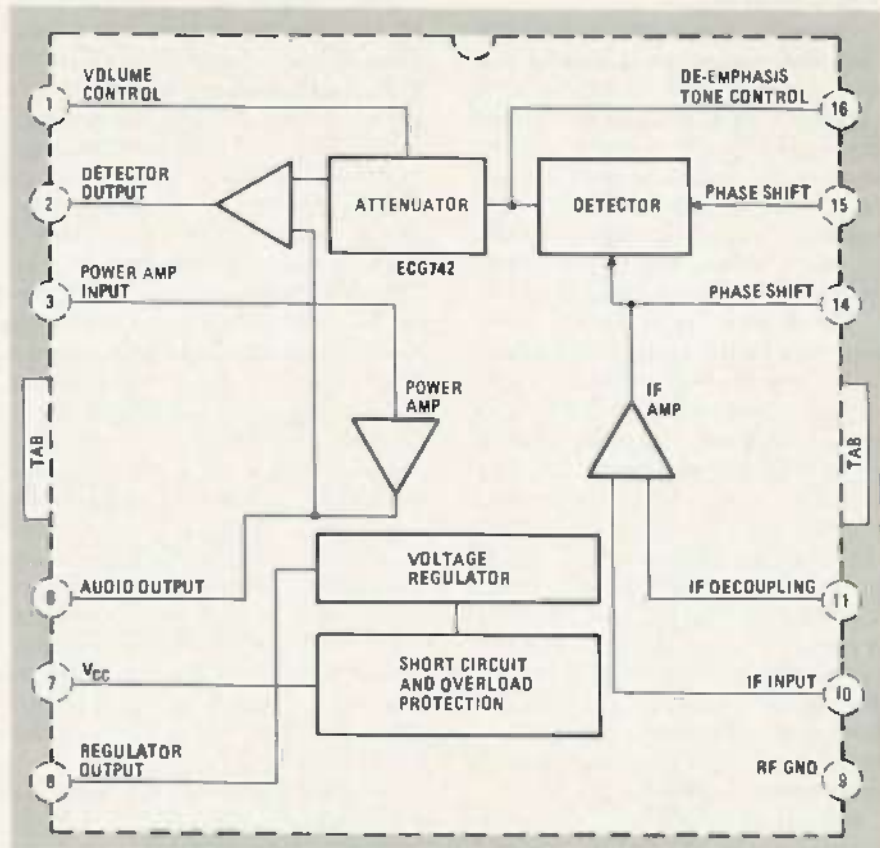 VOLUME
CONTROL
1
DETECTOR
OUTPUT
2
POWER AMP
INPUT
3
TAB
AUDIO OUTPUT
6
VCC
7
REGULATOR
OUTPUT
8
ATTENUATOR
ECG742
DETECTOR
POWER
AMP
IF
AMP
VOLTAGE
REGULATOR
SHORT CIRCUIT
AND OVERLOAD
PROTECTION
DE-EMPHASIS
TONE CONTROL
16
PHASE SHIFT
15
PHASE SHIFT
14
TAB
IF DECOUPLING
11
IF INPUT
10
RF GND
9